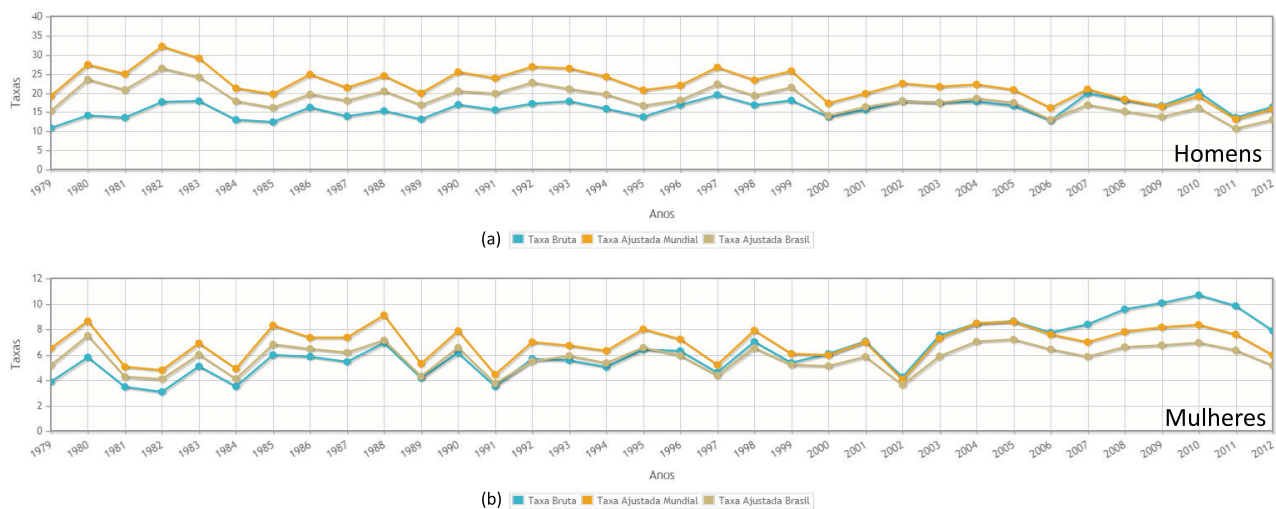 40
35
30
25
20
15
10
5
0
Taxas
Homens
1979 1980 1981 1982 1983 1984 1985 1986 1987 1988 1989 1990 1991 1992 1993 1994 1995 1996 1997 1998 1999 2000 2001 2002 2003 2004 2005 2006 2007 2008 2009 2010 2011 2012
Anos
(a) Taxa Bruta Taxa Ajustada Mundial Taxa Ajustada Brasil
12
10
8
6
4
2
0
Taxas
Mulheres
1979 1980 1981 1982 1983 1984 1985 1986 1987 1988 1989 1990 1991 1992 1993 1994 1995 1996 1997 1998 1999 2000 2001 2002 2003 2004 2005 2006 2007 2008 2009 2010 2011 2012
Anos
(b) Taxa Bruta Taxa Ajustada Mundial Taxa Ajustada Brasil